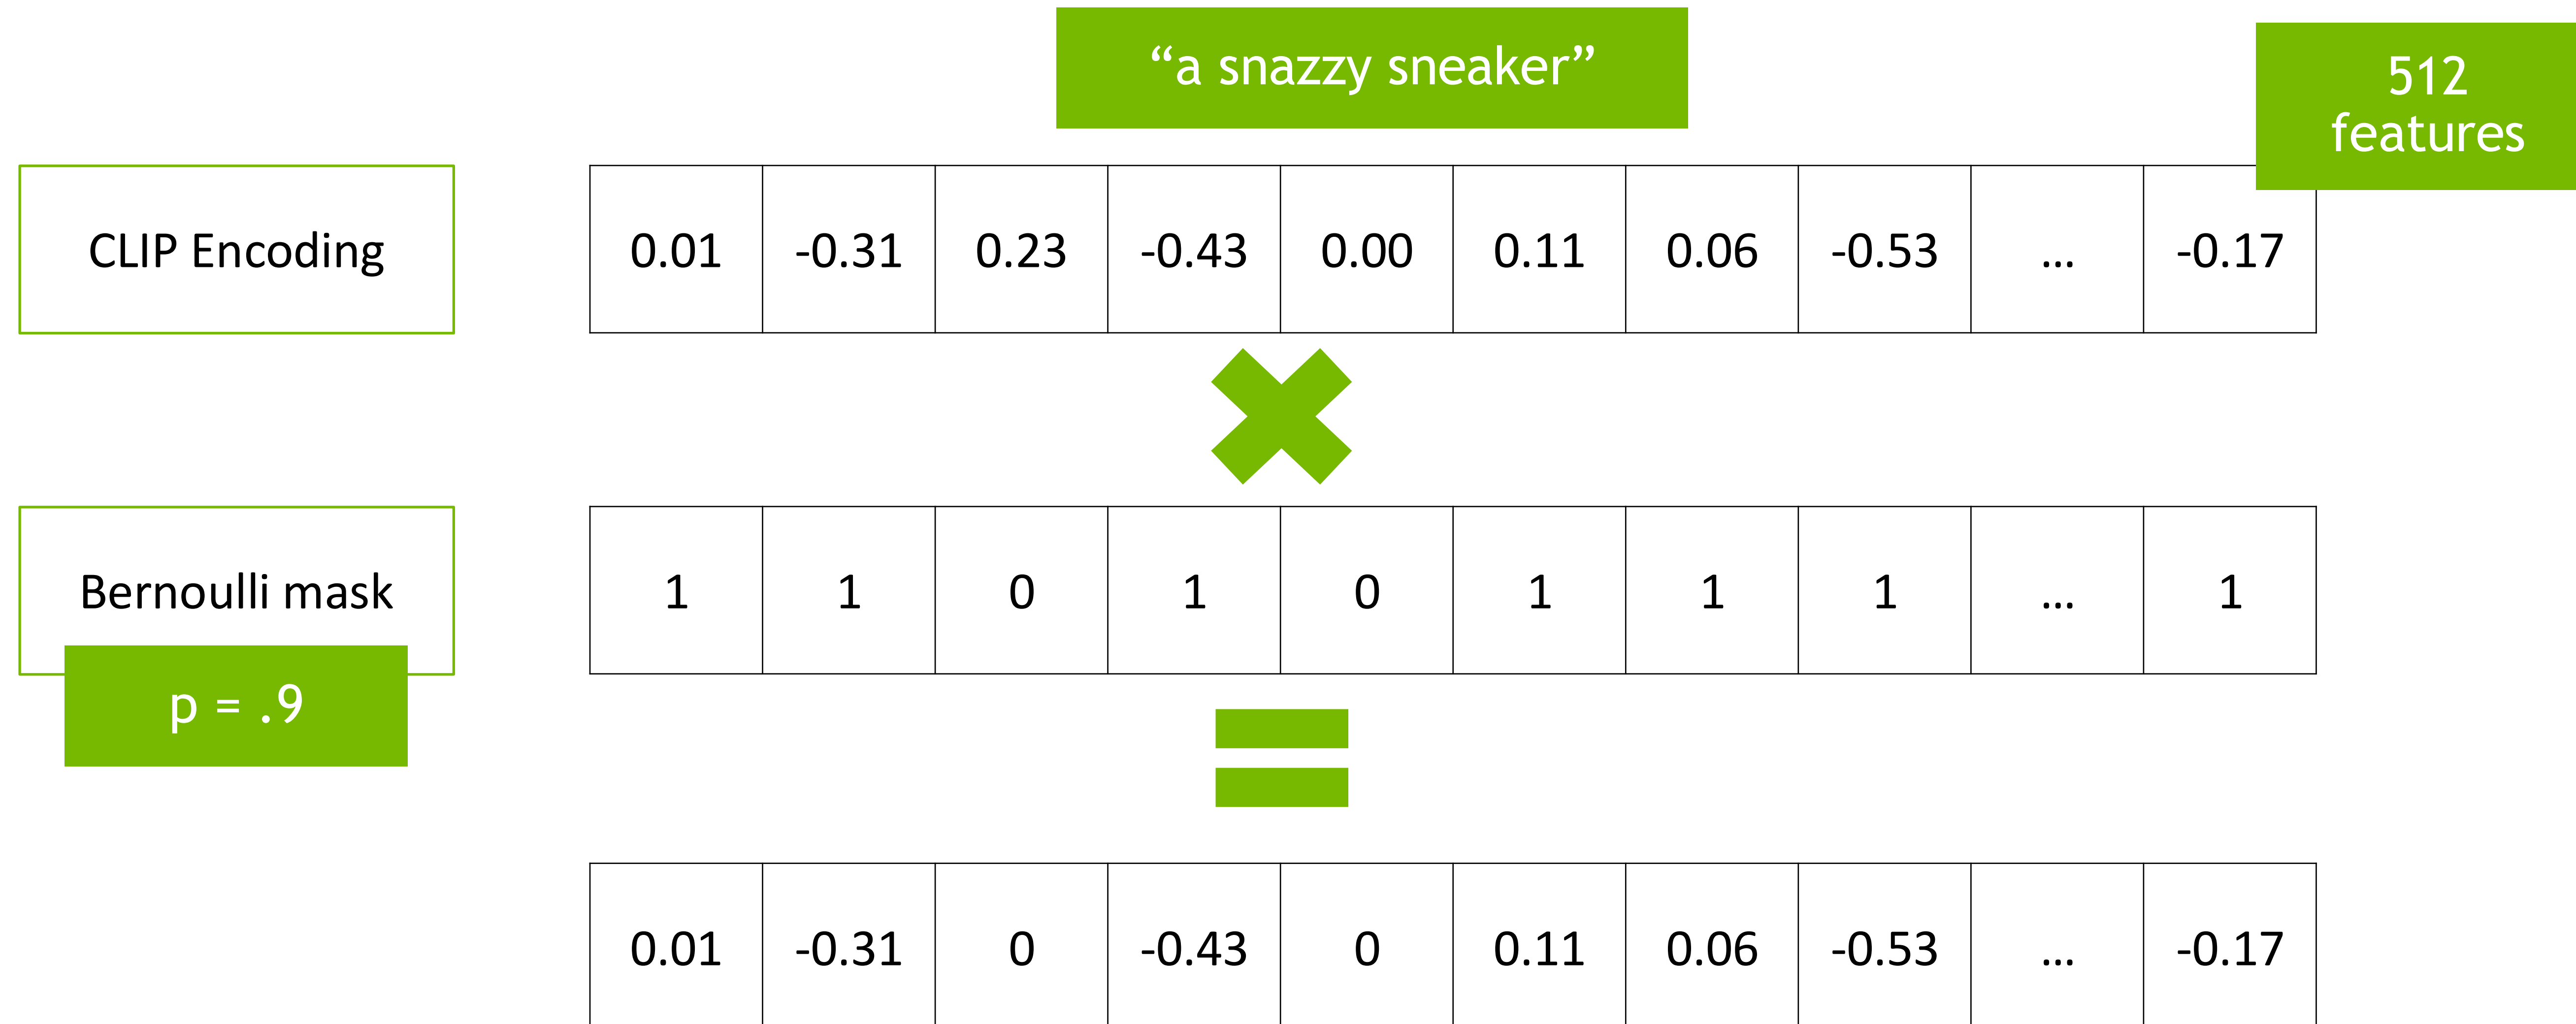 “a snazzy sneaker”
512
features
CLIP Encoding
0.01 -0.31 0.23 -0.43 0.00 0.11 0.06 -0.53 ... -0.17
Bernoulli mask
1 1 0 1 0 1 1 1 ... 1
p = .9
0.01 -0.31 0 -0.43 0 0.11 0.06 -0.53 ... -0.17